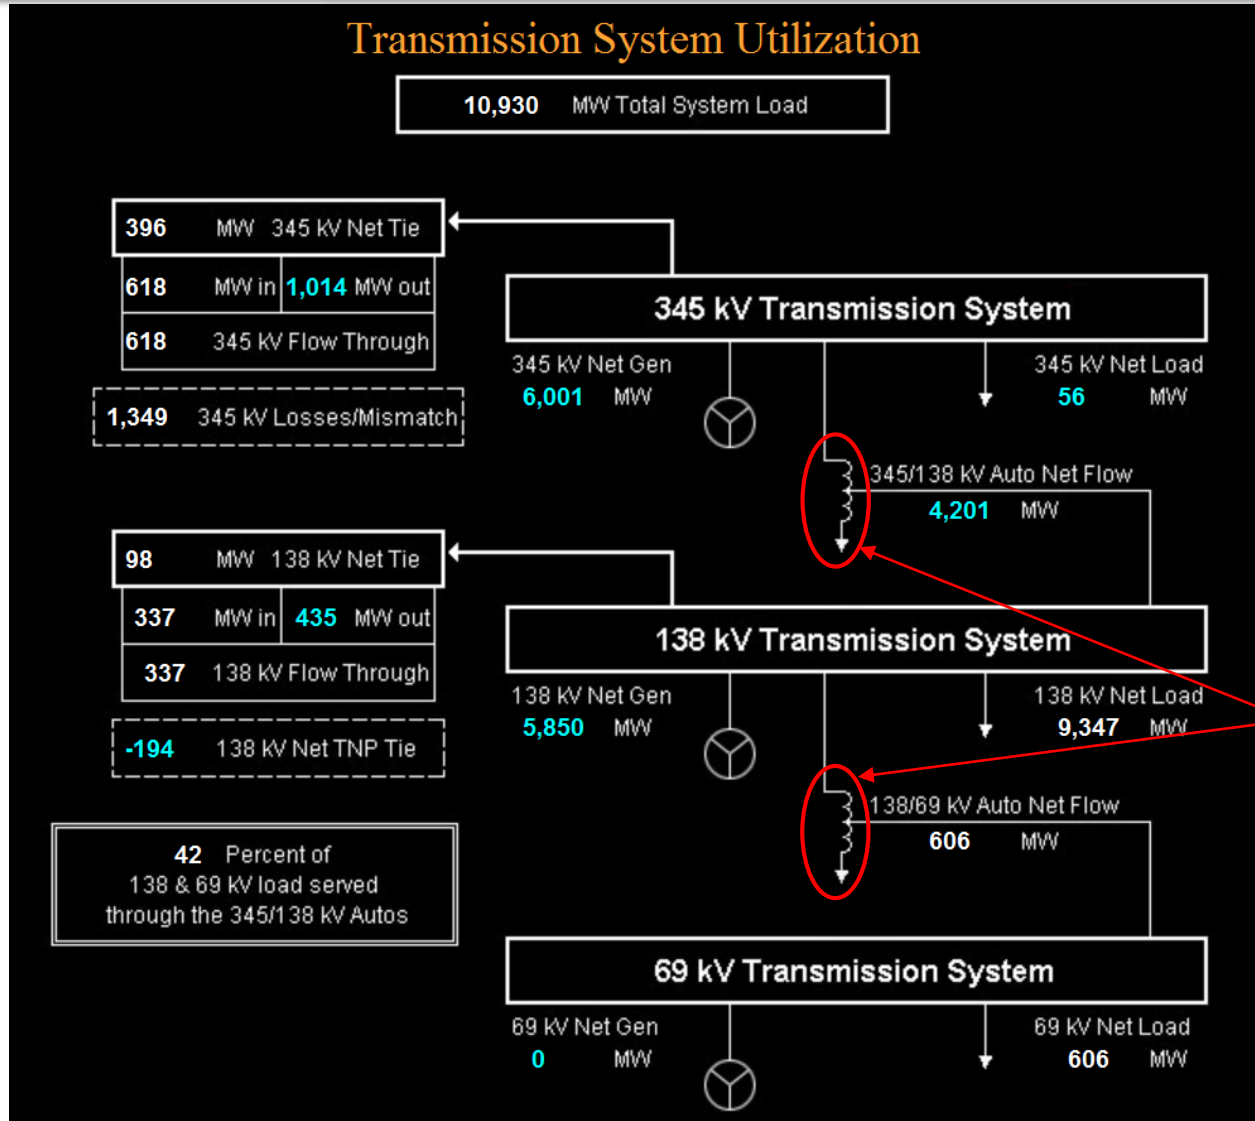 Transmission System Utilization
10,930 MW Total System Load
396 MW 345 kV Net Tie
618 MW in 1,014 MW out
618 345 kV Flow Through
1,349 345 kV Losses/Mismatch
345 kV Transmission System
345 kV Net Gen
6,001 MW
345 kV Net Load
56 MW
345/138 kV Auto Net Flow
4,201 MW
98 MW 138 kV Net Tie
337 MW in 435 MW out
337 138 kV Flow Through
-194 138 kV Net TNP Tie
138 kV Transmission System
138 kV Net Gen
5,850 MW
138 kV Net Load
9,347 MW
138/69 kV Auto Net Flow
606 MW
42 Percent of
138 & 69 kV load served
through the 345/138 kV Autos
69 kV Transmission System
69 kV Net Gen
0 MW
69 kV Net Load
606 MW